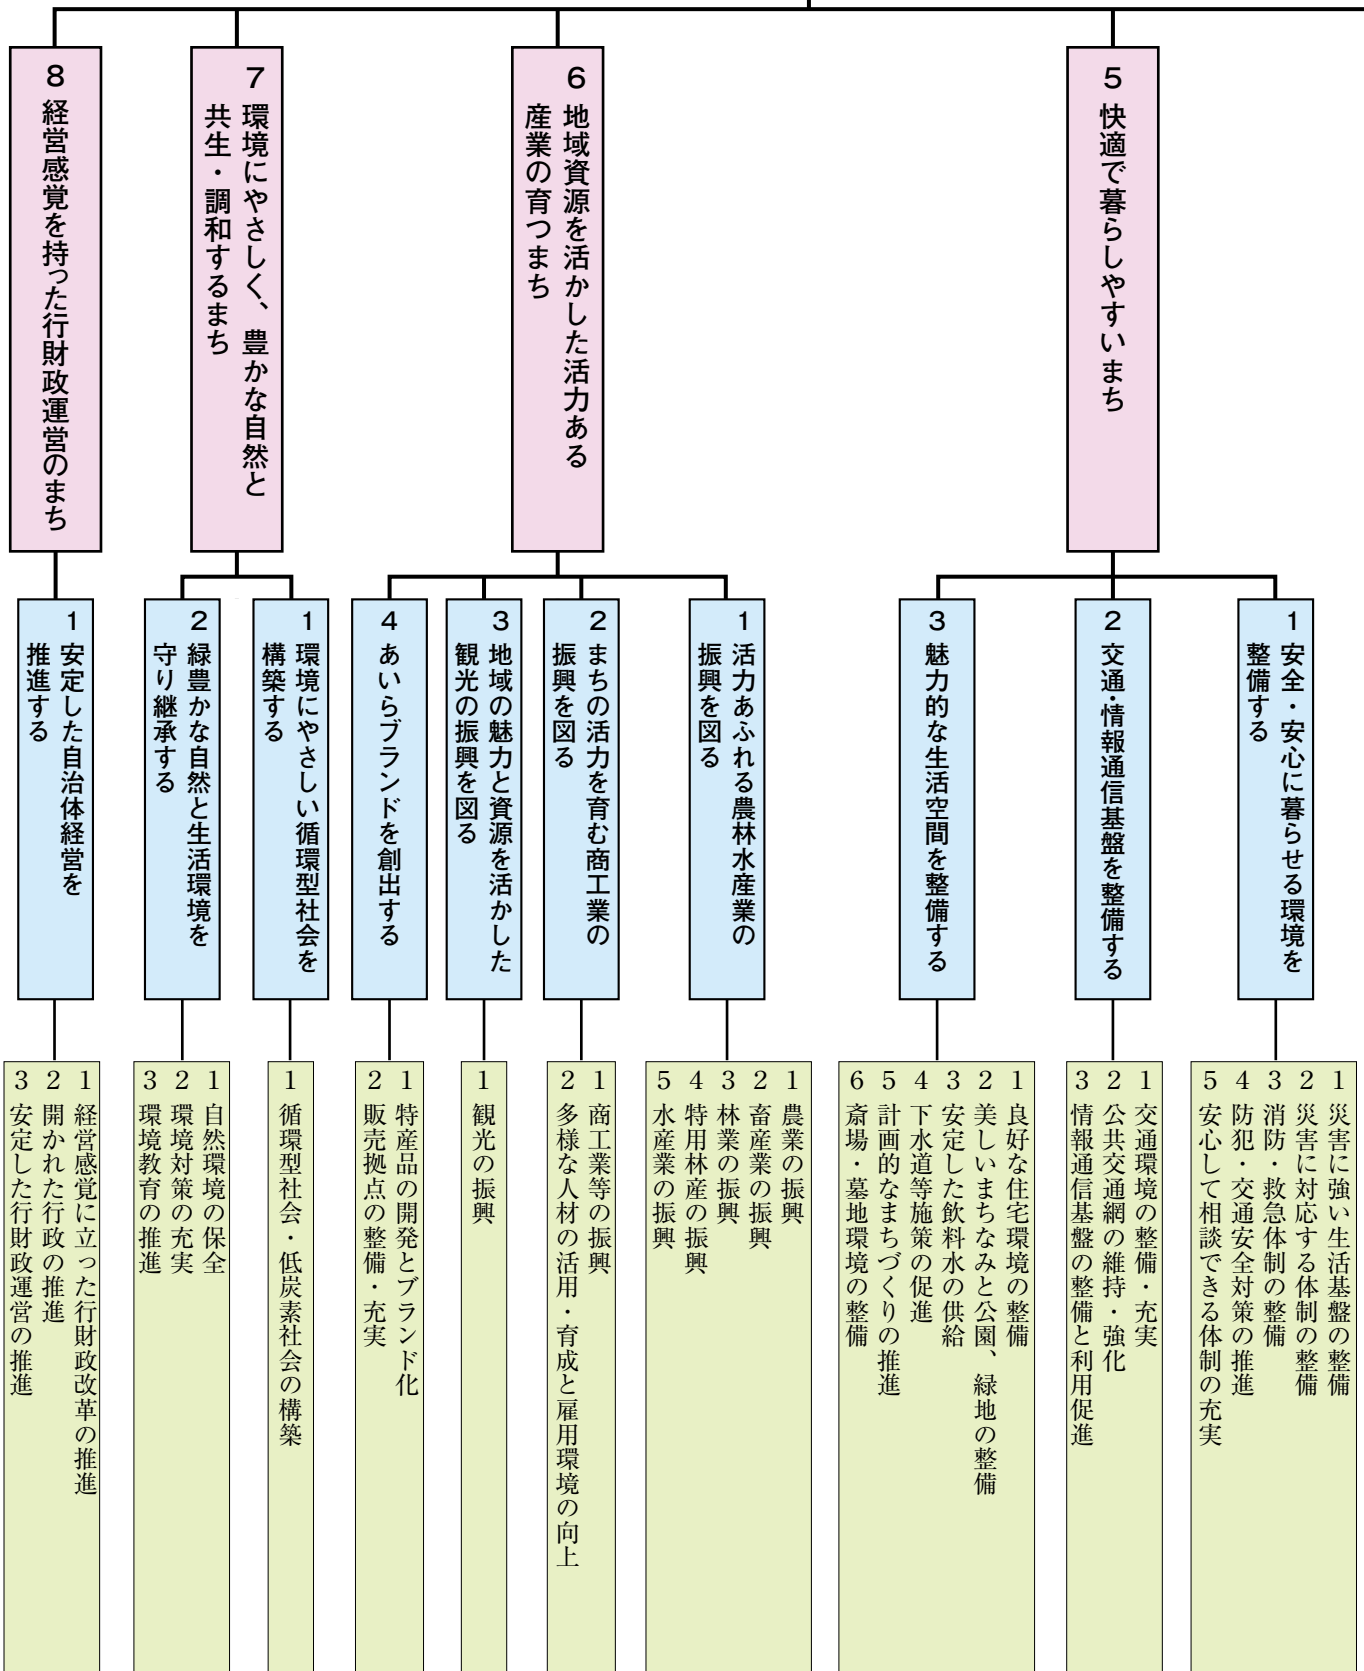 5 快適で暮らしやすいまち
1 安全・安心に暮らせる環境を
整備する
1 災害に強い生活基盤の整備
2 災害に対応する体制の整備
3 消防・救急体制の整備
4 防犯・交通安全対策の推進
5 安心して相談できる体制の充実
2 交通・情報通信基盤を整備する
1 交通環境の整備・充実
2 公共交通網の維持・強化
3 情報通信基盤の整備と利用促進
3 魅力的な生活空間を整備する
1 良好な住宅環境の整備
2 美しいまちなみと公園、緑地の整備
3 安定した飲料水の供給
4 下水道等施策の促進
5 計画的なまちづくりの推進
6 斎場・墓地環境の整備
6 地域資源を活かした活力ある
産業の育つまち
1 活力あふれる農林水産業の
振興を図る
1 農業の振興
2 畜産業の振興
3 林業の振興
4 特用林産の振興
5 水産業の振興
2 まちの活力を育む商工業の
振興を図る
1 商工業等の振興
2 多様な人材の活用・育成と雇用環境の向上
3 地域の魅力と資源を活かした
観光の振興を図る
1 観光の振興
4 あいらブランドを創出する
1 特産品の開発とブランド化
2 販売拠点の整備・充実
7 環境にやさしく、豊かな自然と
共生・調和するまち
1 環境にやさしい循環型社会を
構築する
1 循環型社会・低炭素社会の構築
2 緑豊かな自然と生活環境を
守り継承する
1 自然環境の保全
2 環境対策の充実
3 環境教育の推進
8 経営感覚を持った行財政運営のまち
1 安定した自治体経営を
推進する
1 経営感覚に立った行財政改革の推進
2 開かれた行政の推進
3 安定した行財政運営の推進